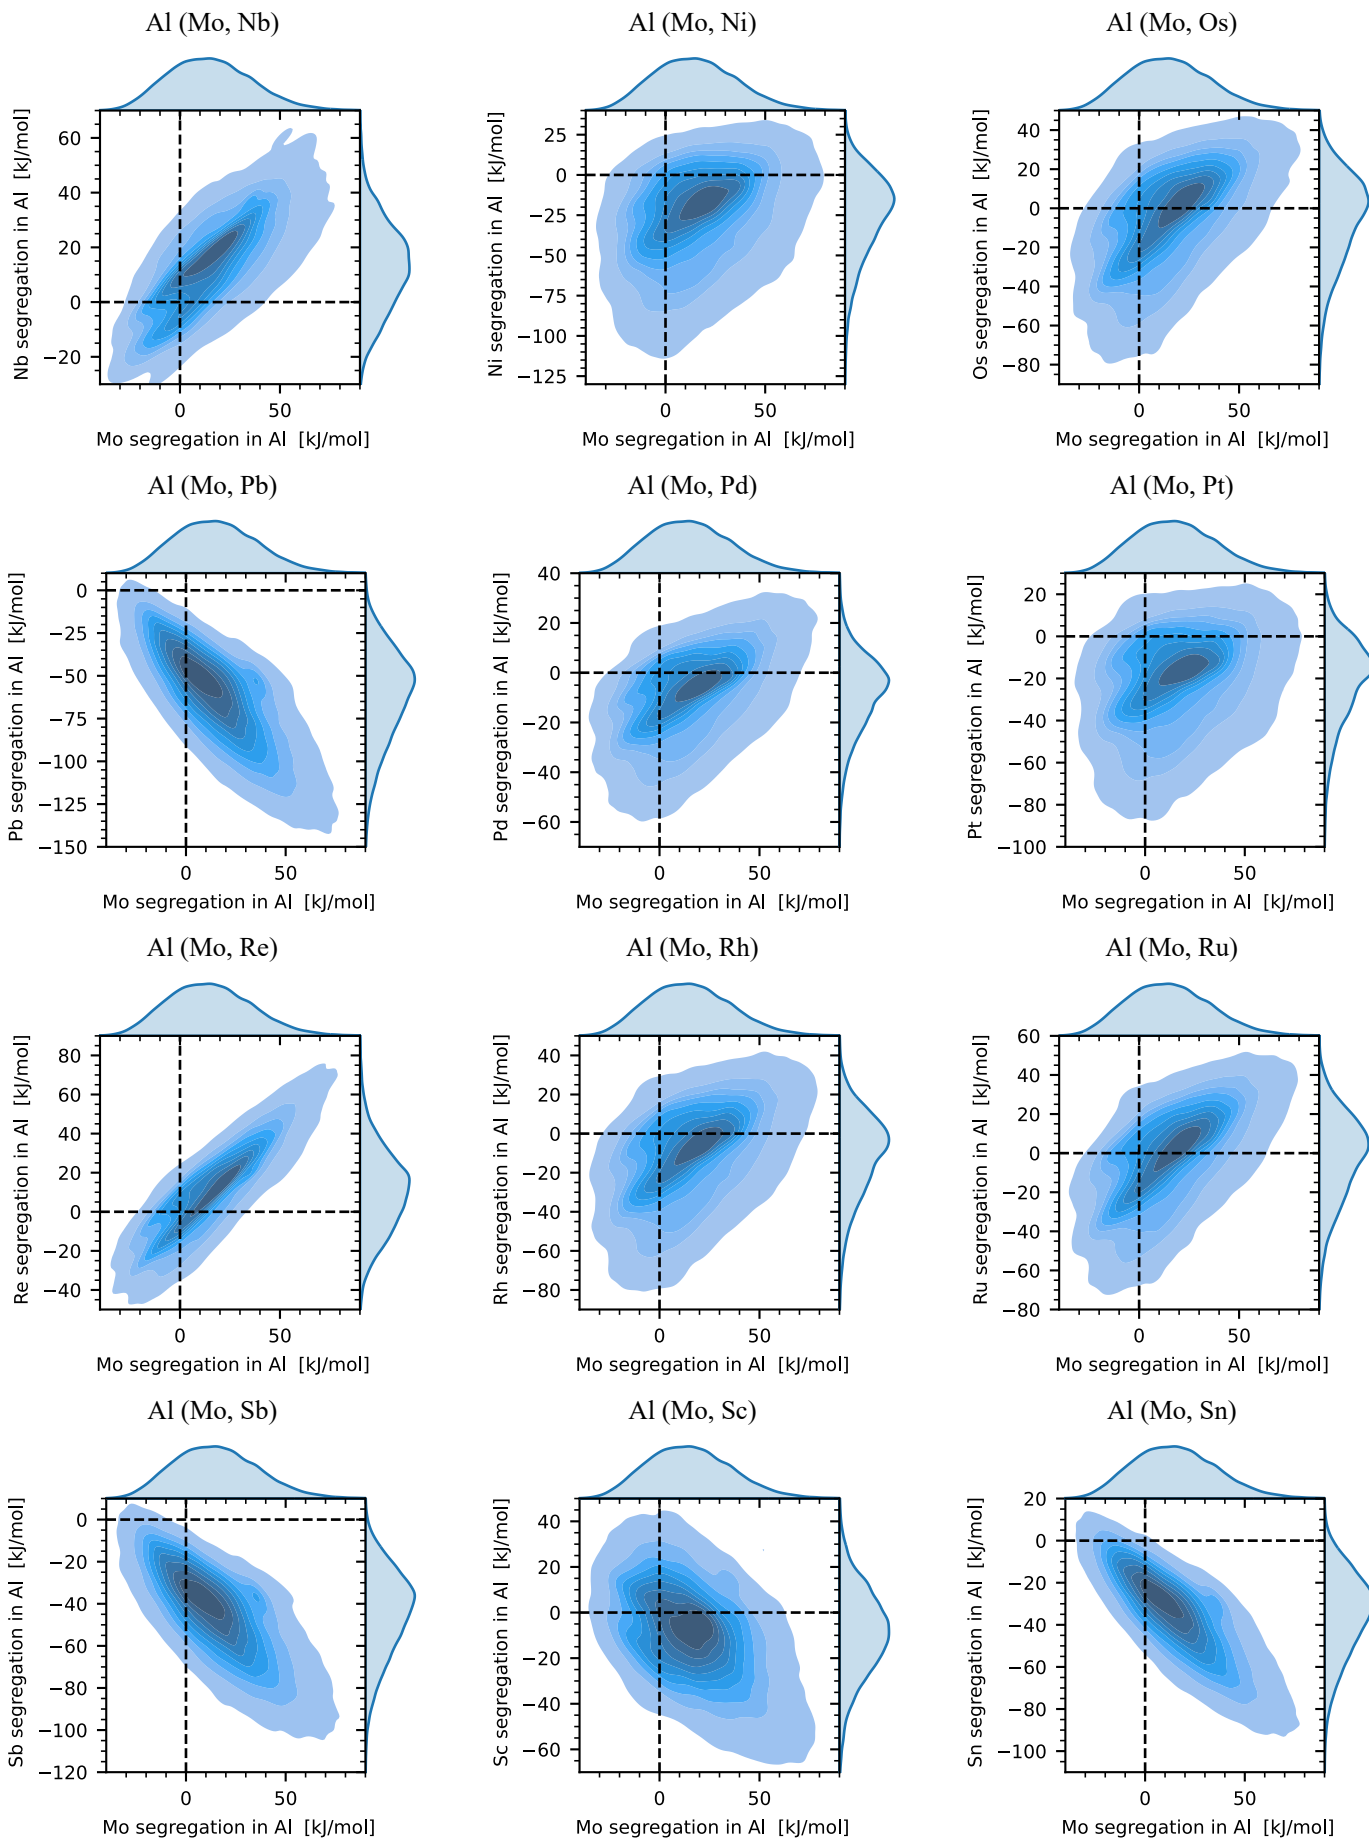 Al (Mo, Nb)
Al (Mo, Ni)
Al (Mo, Os)
Nb segregation in Al [kJ/mol]
60
40
20
0
−20
0
50
Mo segregation in Al [kJ/mol]
Ni segregation in Al [kJ/mol]
25
0
−25
−50
−75
−100
−125
0
50
Mo segregation in Al [kJ/mol]
Os segregation in Al [kJ/mol]
40
20
0
−20
−40
−60
−80
0
50
Mo segregation in Al [kJ/mol]
Al (Mo, Pb)
Al (Mo, Pd)
Al (Mo, Pt)
Pb segregation in Al [kJ/mol]
0
−25
−50
−75
−100
−125
−150
0
50
Mo segregation in Al [kJ/mol]
Pd segregation in Al [kJ/mol]
40
20
0
−20
−40
−60
0
50
Mo segregation in Al [kJ/mol]
Pt segregation in Al [kJ/mol]
20
0
−20
−40
−60
−80
−100
0
50
Mo segregation in Al [kJ/mol]
Al (Mo, Re)
Al (Mo, Rh)
Al (Mo, Ru)
Re segregation in Al [kJ/mol]
80
60
40
20
0
−20
−40
0
50
Mo segregation in Al [kJ/mol]
Rh segregation in Al [kJ/mol]
40
20
0
−20
−40
−60
−80
0
50
Mo segregation in Al [kJ/mol]
Ru segregation in Al [kJ/mol]
60
40
20
0
−20
−40
−60
−80
0
50
Mo segregation in Al [kJ/mol]
Al (Mo, Sb)
Al (Mo, Sc)
Al (Mo, Sn)
Sb segregation in Al [kJ/mol]
0
−20
−40
−60
−80
−100
−120
0
50
Mo segregation in Al [kJ/mol]
Sc segregation in Al [kJ/mol]
40
20
0
−20
−40
−60
0
50
Mo segregation in Al [kJ/mol]
Sn segregation in Al [kJ/mol]
20
0
−20
−40
−60
−80
−100
0
50
Mo segregation in Al [kJ/mol]